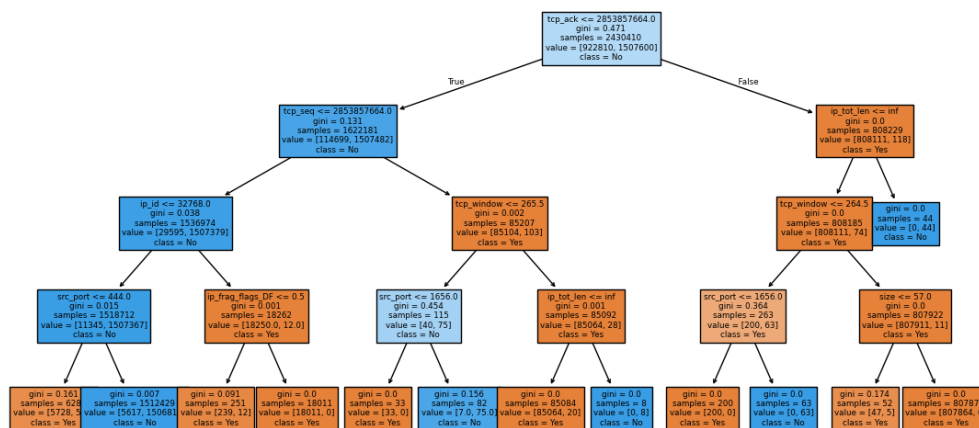 tcp_ack <= 2853857664.0
gini = 0.471
samples = 2430410
value = [922810, 1507600]
class = No
True
False
tcp_seq <= 2853857664.0
gini = 0.131
samples = 1622181
value = [114699, 1507482]
class = No
ip_tot_len <= inf
gini = 0.0
samples = 808229
value = [808111, 118]
class = Yes
ip_id <= 32768.0
gini = 0.038
samples = 1536974
value = [29595, 1507379]
class = No
tcp_window <= 265.5
gini = 0.002
samples = 85207
value = [85104, 103]
class = Yes
tcp_window <= 264.5
gini = 0.0
samples = 808185
value = [808111, 74]
class = Yes
gini = 0.0
samples = 44
value = [0, 44]
class = No
src_port <= 444.0
gini = 0.015
samples = 1518712
value = [11345, 1507367]
class = No
ip_frag_flags_DF <= 0.5
gini = 0.001
samples = 18262
value = [18250.0, 12.0]
class = Yes
src_port <= 1656.0
gini = 0.454
samples = 115
value = [40, 75]
class = No
ip_tot_len <= inf
gini = 0.001
samples = 85092
value = [85064, 28]
class = Yes
src_port <= 1656.0
gini = 0.364
samples = 263
value = [200, 63]
class = Yes
size <= 57.0
gini = 0.0
samples = 807922
value = [807911, 11]
class = Yes
gini = 0.161
samples = 628
value = [5728, 5
class = Yes
gini = 0.007
samples = 1512429
value = [5617, 150681
class = No
gini = 0.091
samples = 251
value = [239, 12]
class = Yes
gini = 0.0
samples = 18011
value = [18011, 0]
class = Yes
gini = 0.0
samples = 33
value = [33, 0]
class = Yes
gini = 0.156
samples = 82
value = [7.0, 75.0]
class = No
gini = 0.0
samples = 85084
value = [85064, 20]
class = Yes
gini = 0.0
samples = 8
value = [0, 8]
class = No
gini = 0.0
samples = 200
value = [200, 0]
class = Yes
gini = 0.0
samples = 63
value = [0, 63]
class = No
gini = 0.174
samples = 52
value = [47, 5]
class = Yes
gini = 0.0
samples = 80787
value = [807864,
class = Yes